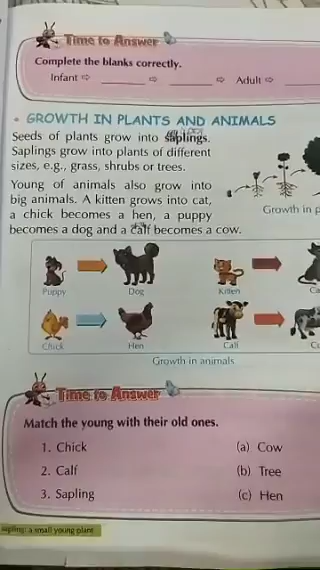 Time to Answer
Complete the blanks correctly.
Infant ⇨ ______ ⇨ ______ ⇨ Adult ⇨
• GROWTH IN PLANTS AND ANIMALS
Seeds of plants grow into saplings.
Saplings grow into plants of different
sizes, e.g., grass, shrubs or trees.
Young of animals also grow into
big animals. A kitten grows into cat,
a chick becomes a hen, a puppy
becomes a dog and a calf becomes a cow.
Growth in
Puppy Dog Kitten
Chick Hen Calf
Growth in animals
Time to Answer
Match the young with their old ones.
1. Chick (a) Cow
2. Calf (b) Tree
3. Sapling (c) Hen
sapling: a small young plant